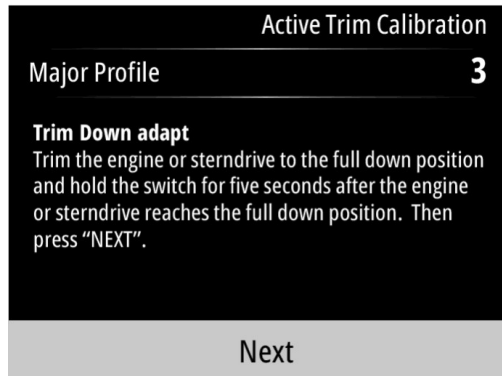 Active Trim Calibration
Major Profile 3
Trim Down adapt
Trim the engine or sterndrive to the full down position
and hold the switch for five seconds after the engine
or sterndrive reaches the full down position. Then
press “NEXT”.
Next